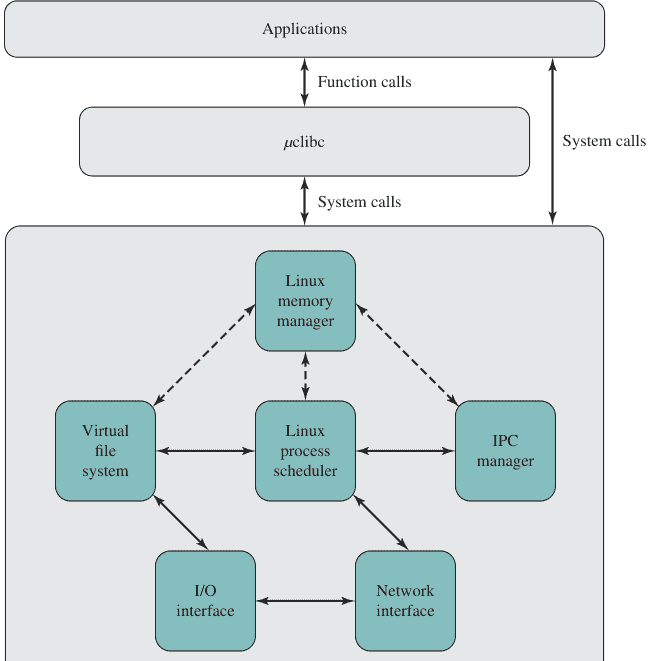 Applications
Function calls
System calls
μclibc
System calls
Linux
memory
manager
Virtual
file
system
Linux
process
scheduler
IPC
manager
I/O
interface
Network
interface